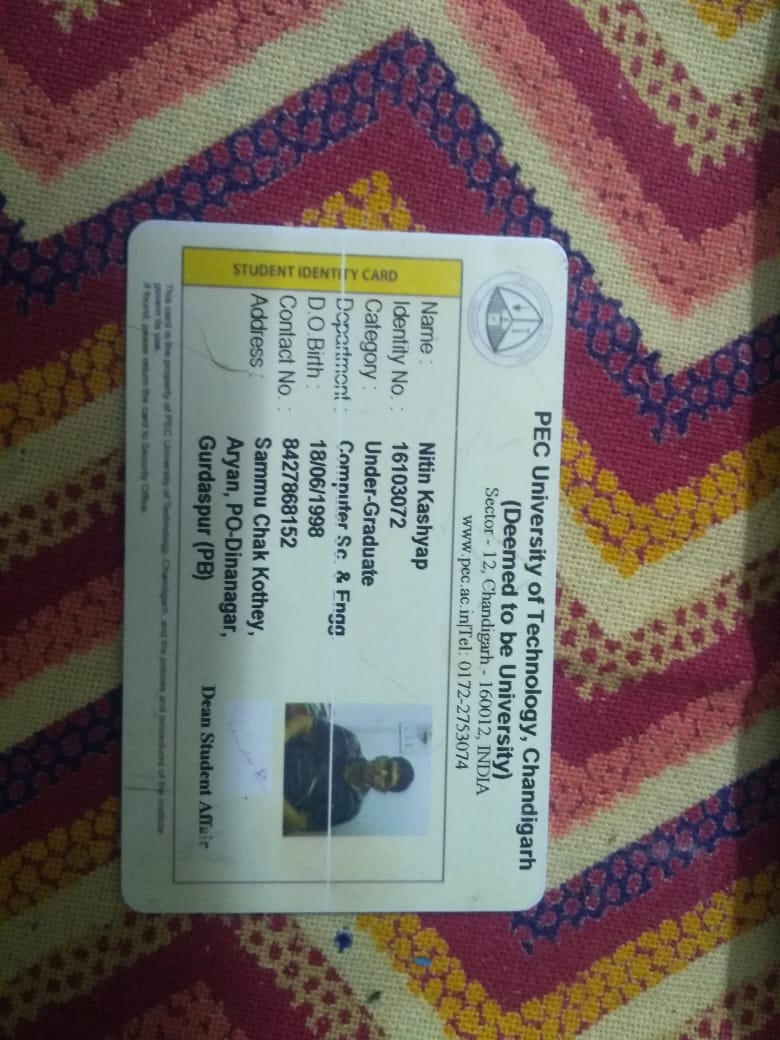 PEC University of Technology, Chandigarh
(Deemed to be University)
Sector - 12, Chandigarh - 160012, INDIA
www.pec.ac.in|Tel: 0172-2753074
STUDENT IDENTITY CARD
Name : Nitin Kashyap
Identity No. : 16103072
Category : Under-Graduate
Department : Computer Sc. & Engg
D.O.Birth : 18/06/1998
Contact No. : 8427868152
Address : Sammu Chak Kothey,
Aryan, PO-Dinanagar,
Gurdaspur (PB)
Dean Student Affair
This card is the property of PEC University of Technology, Chandigarh, and the policies and procedures of the institute
govern its use.
If found, please return the card to Security Office.